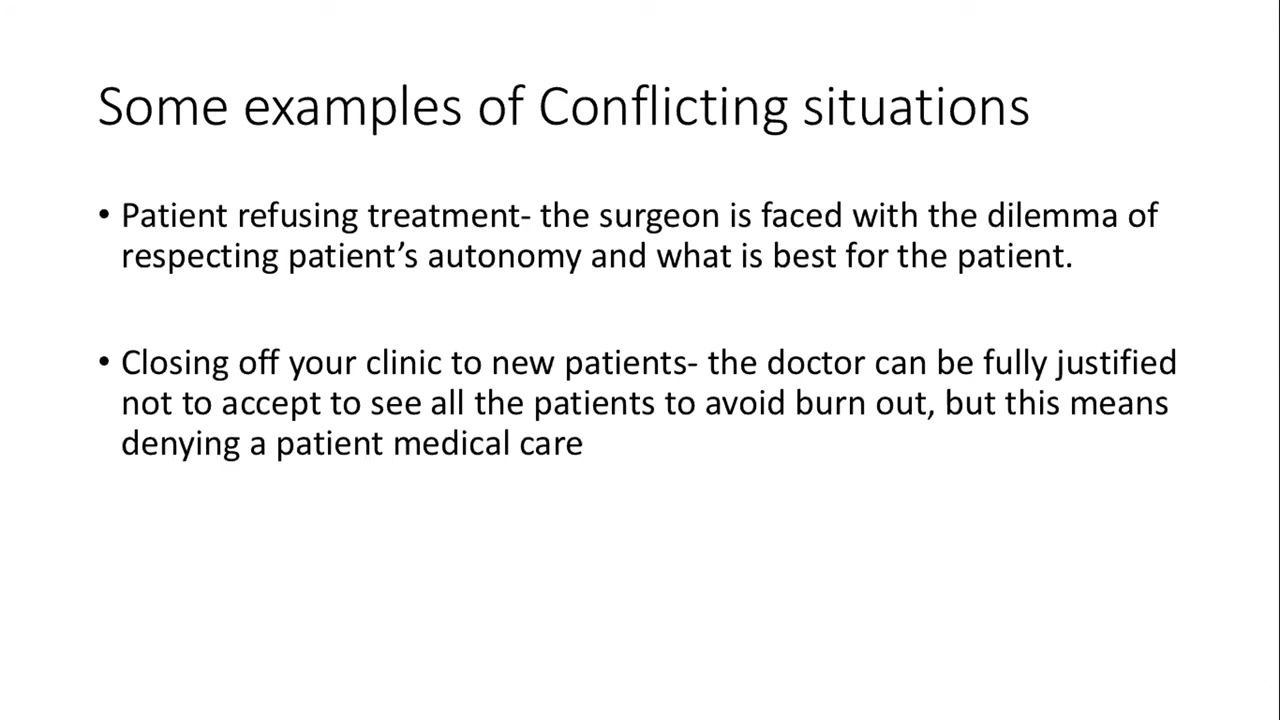 Some examples of Conflicting situations
• Patient refusing treatment- the surgeon is faced with the dilemma of
respecting patient’s autonomy and what is best for the patient.
• Closing off your clinic to new patients- the doctor can be fully justified
not to accept to see all the patients to avoid burn out, but this means
denying a patient medical care